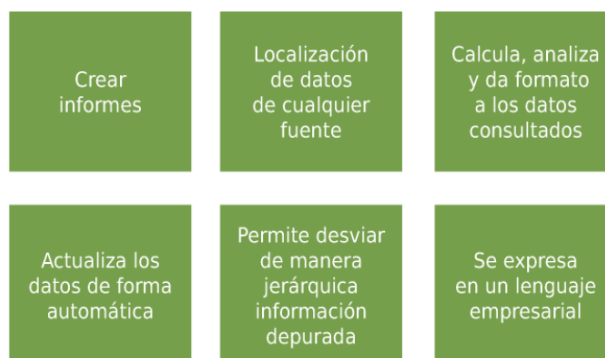 Crear
informes
Localización
de datos
de cualquier
fuente
Calcula, analiza
y da formato
a los datos
consultados
Actualiza los
datos de forma
automática
Permite desviar
de manera
jerárquica
información
depurada
Se expresa
en un lenguaje
empresarial